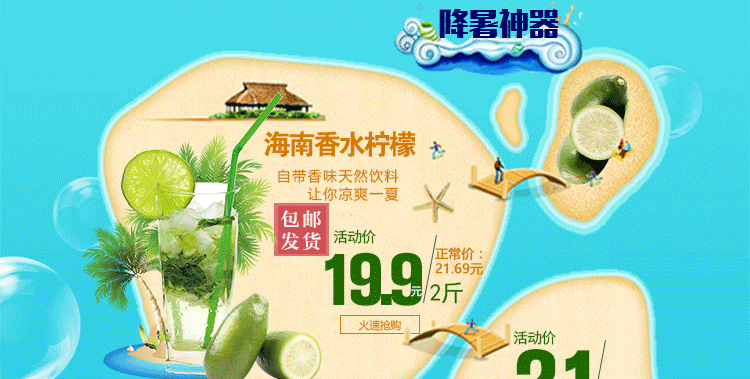 降暑神器
海南香水柠檬
自带香味天然饮料
让你凉爽一夏
包邮
发货
活动价
正常价：
21.69元
19.9元/2斤
火速抢购
活动价